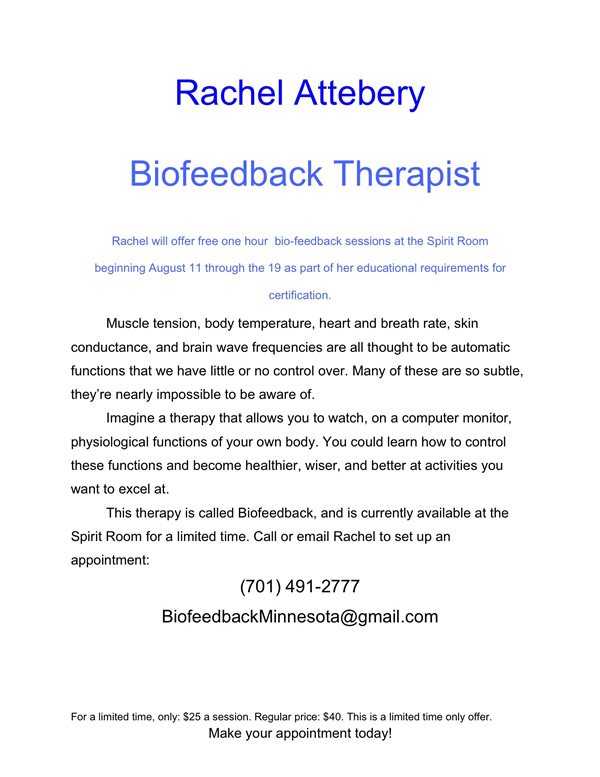 Rachel Attebery
Biofeedback Therapist
Rachel will offer free one hour  bio-feedback sessions at the Spirit Room
beginning August 11 through the 19 as part of her educational requirements for
certification.
Muscle tension, body temperature, heart and breath rate, skin
conductance, and brain wave frequencies are all thought to be automatic
functions that we have little or no control over. Many of these are so subtle,
they’re nearly impossible to be aware of.
Imagine a therapy that allows you to watch, on a computer monitor,
physiological functions of your own body. You could learn how to control
these functions and become healthier, wiser, and better at activities you
want to excel at.
This therapy is called Biofeedback, and is currently available at the
Spirit Room for a limited time. Call or email Rachel to set up an
appointment:
(701) 491-2777
BiofeedbackMinnesota@gmail.com
For a limited time, only: $25 a session. Regular price: $40. This is a limited time only offer.
Make your appointment today!